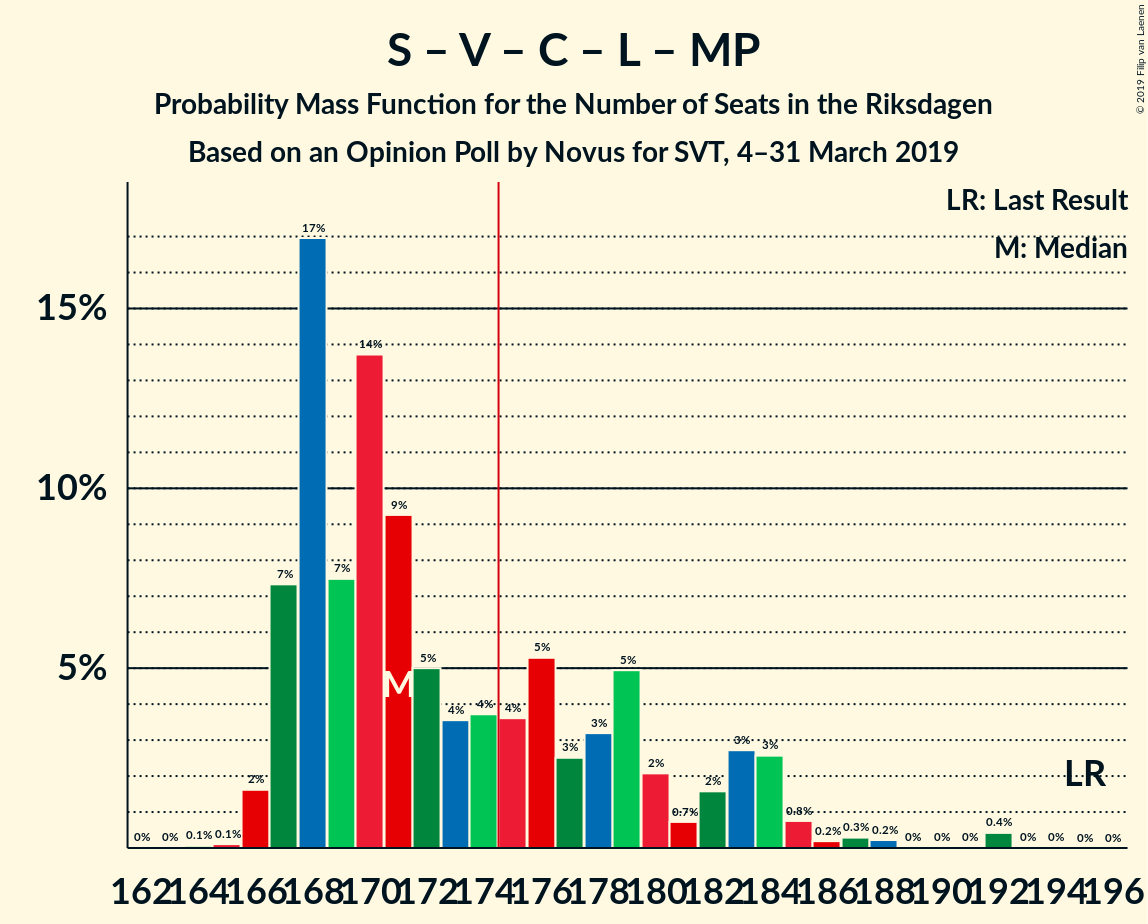 S – V – C – L – MP
Probability Mass Function for the Number of Seats in the Riksdagen
Based on an Opinion Poll by Novus for SVT, 4–31 March 2019
© 2019 Filip van Laenen
LR: Last Result
M: Median
15%
10%
5%
0% 0% 0.1% 0.1% 2% 7% 17% 7% 14% 9% 5% 4% 4% 4% 5% 3% 3% 5% 2% 0.7% 2% 3% 3% 0.8% 0.2% 0.3% 0.2% 0% 0% 0% 0.4% 0% 0% 0% 0%
M
LR
162 164 166 168 170 172 174 176 178 180 182 184 186 188 190 192 194 196